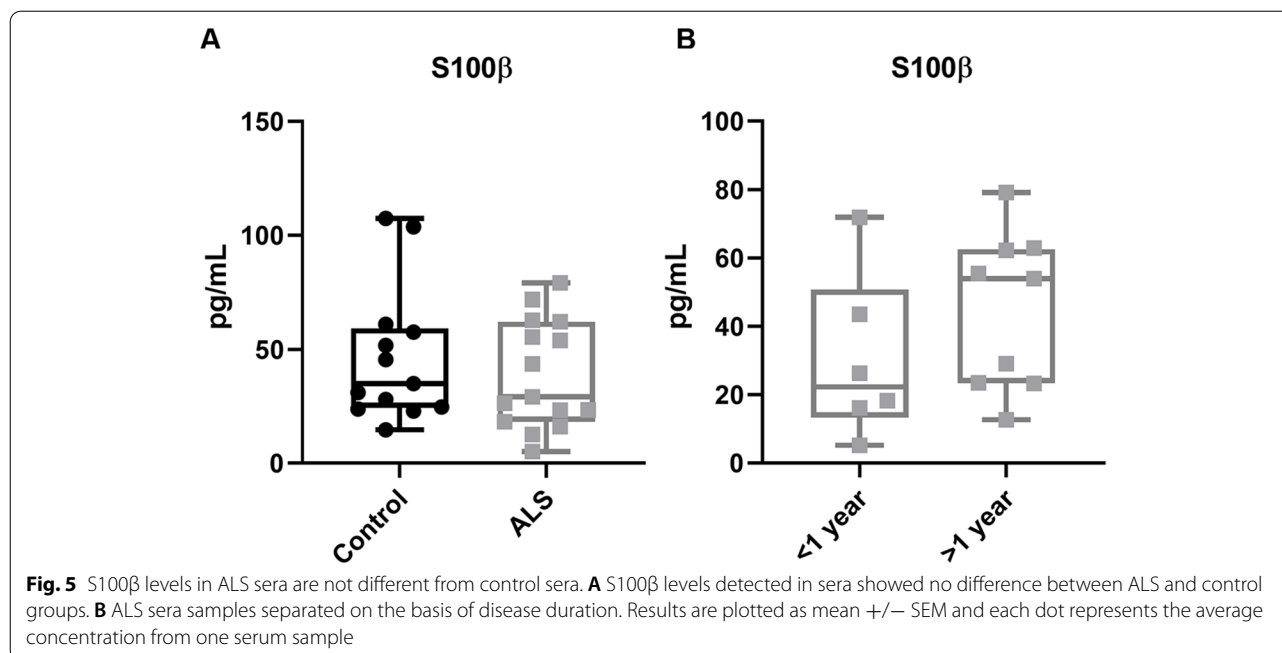 A
S100β
150
100
50
0
pg/mL
Control
ALS
B
S100β
100
80
60
40
20
0
pg/mL
<1 year
>1 year
Fig. 5 S100β levels in ALS sera are not different from control sera. A S100β levels detected in sera showed no difference between ALS and control
groups. B ALS sera samples separated on the basis of disease duration. Results are plotted as mean +/− SEM and each dot represents the average
concentration from one serum sample